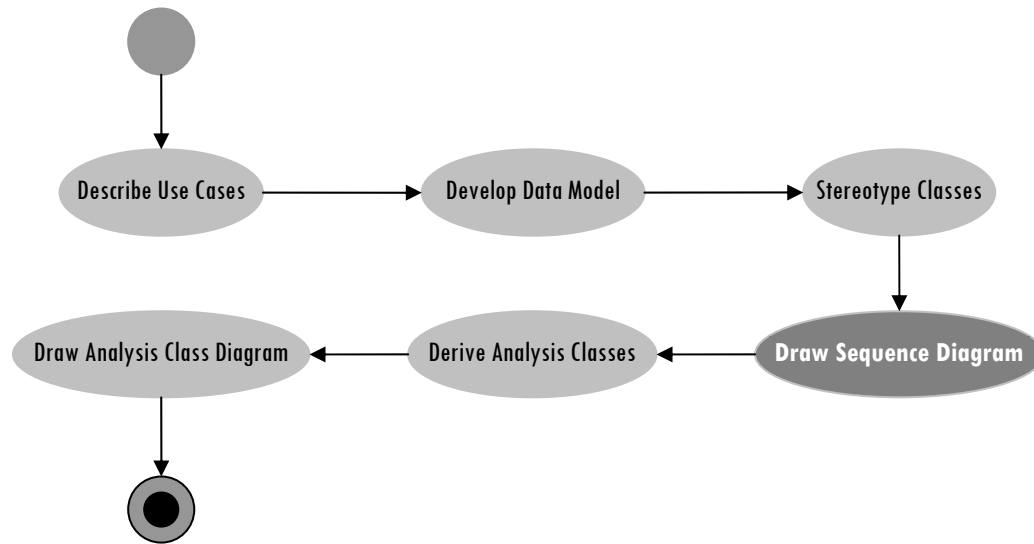 Describe Use Cases
Develop Data Model
Stereotype Classes
Draw Sequence Diagram
Derive Analysis Classes
Draw Analysis Class Diagram